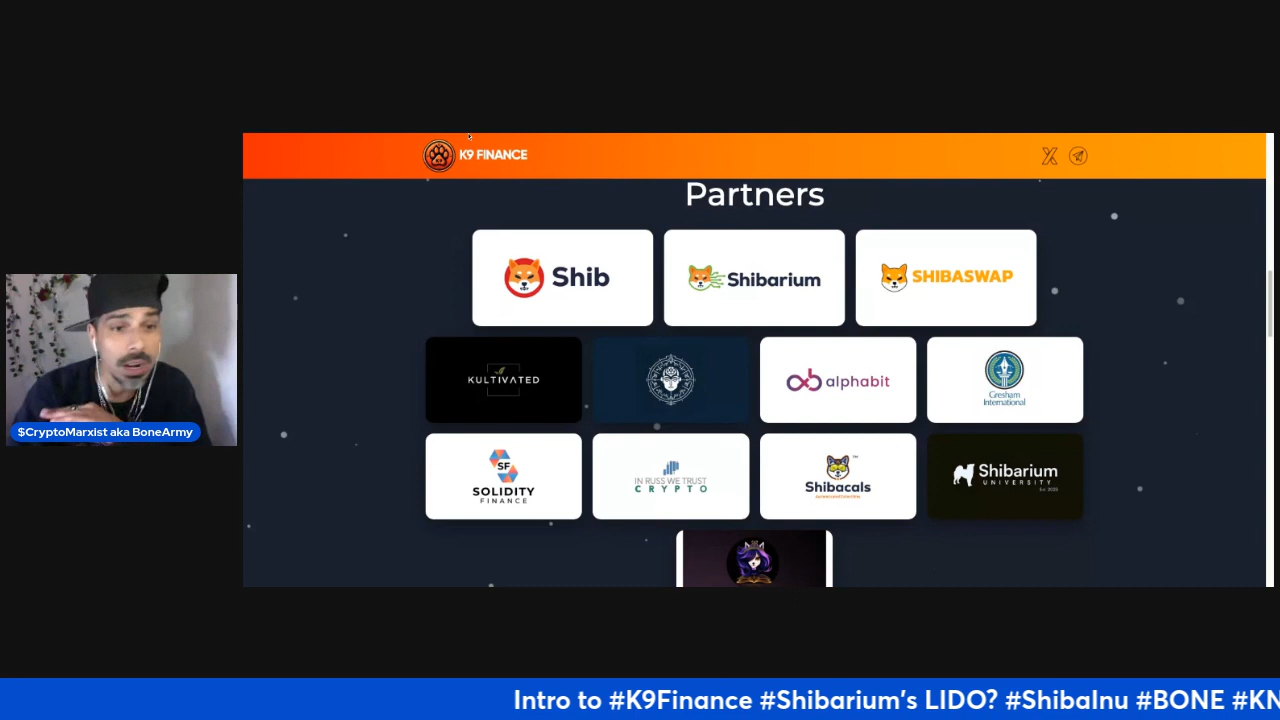 K9 FINANCE
Partners
Shib
Shibarium
SHIBASWAP
KULTIVATED
alphabit
Gresham
International
SF
SOLIDITY
FINANCE
IN RUSS WE TRUST
CRYPTO
Shibacals
Shibarium
UNIVERSITY
$CryptoMarxist aka BoneArmy
Intro to #K9Finance #Shibarium's LIDO? #ShibaInu #BONE #KN